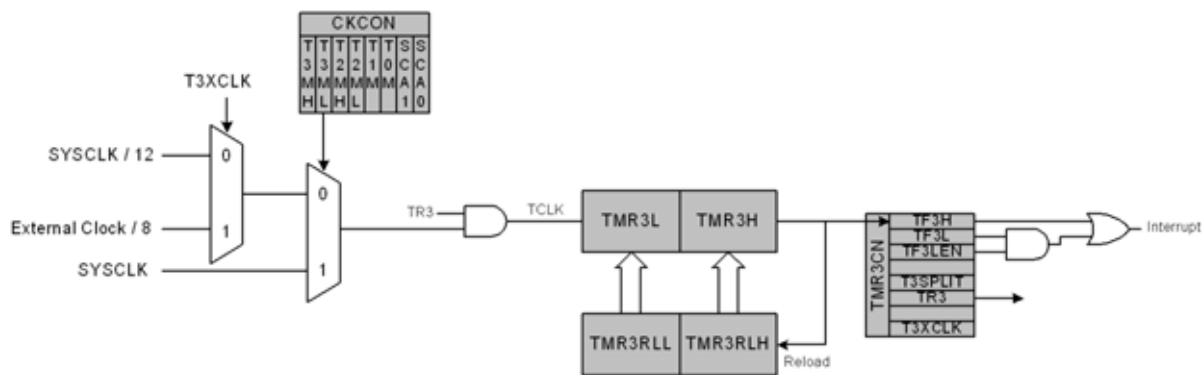 CKCON
T3MH
T3ML
T2MH
T2ML
T1M
T0M
SCA1
SCA0
T3XCLK
SYSCLK / 12
0
External Clock / 8
1
SYSCLK
0
1
TR3
TCLK
TMR3L
TMR3H
TMR3RLL
TMR3RLH
Reload
TMR3CN
TF3H
TF3L
TF3LEN
T3SPLIT
TR3
T3XCLK
Interrupt